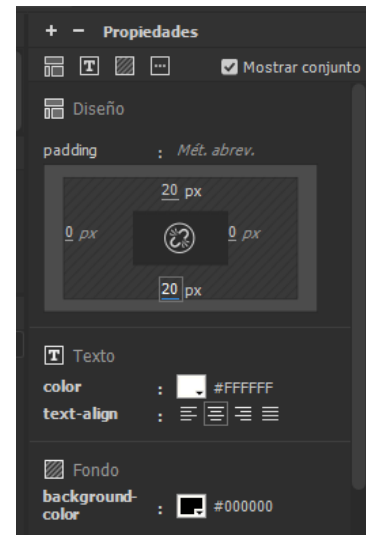 + − Propiedades
T ... Mostrar conjunto
Diseño
padding : Mét. abrev.
20 px
0 px 0 px
20 px
T Texto
color : #FFFFFF
text-align :
Fondo
background-
color : #000000